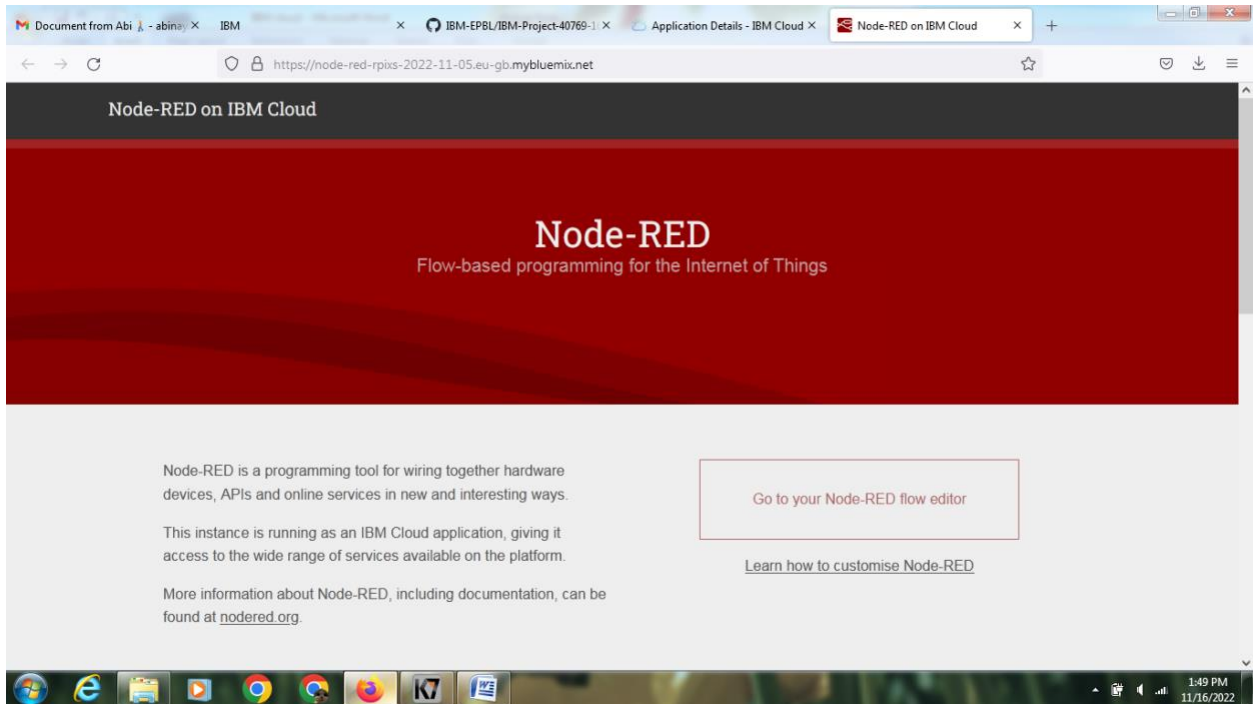 Document from Abi
- abinay
IBM
IBM-EPBL/IBM-Project-40769-1
Application Details - IBM Cloud
Node-RED on IBM Cloud
https://node-red-rpixs-2022-11-05.eu-gb.mybluemix.net
Node-RED on IBM Cloud
Node-RED
Flow-based programming for the Internet of Things
Node-RED is a programming tool for wiring together hardware
devices, APIs and online services in new and interesting ways.
This instance is running as an IBM Cloud application, giving it
access to the wide range of services available on the platform.
More information about Node-RED, including documentation, can be
found at nodered.org.
Go to your Node-RED flow editor
Learn how to customise Node-RED
K7
W
1:49 PM
11/16/2022